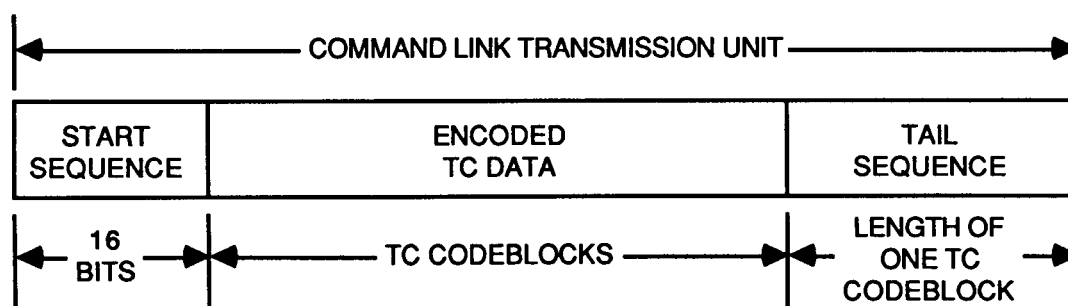 COMMAND LINK TRANSMISSION UNIT
START
SEQUENCE
ENCODED
TC DATA
TAIL
SEQUENCE
16
BITS
TC CODEBLOCKS
LENGTH OF
ONE TC
CODEBLOCK